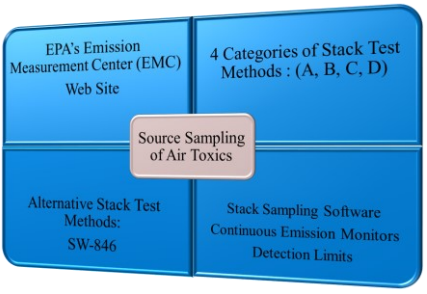 EPA's Emission
Measurement Center (EMC)
Web Site
4 Categories of Stack Test
Methods : (A, B, C, D)
Source Sampling
of Air Toxics
Alternative Stack Test
Methods:
SW-846
Stack Sampling Software
Continuous Emission Monitors
Detection Limits